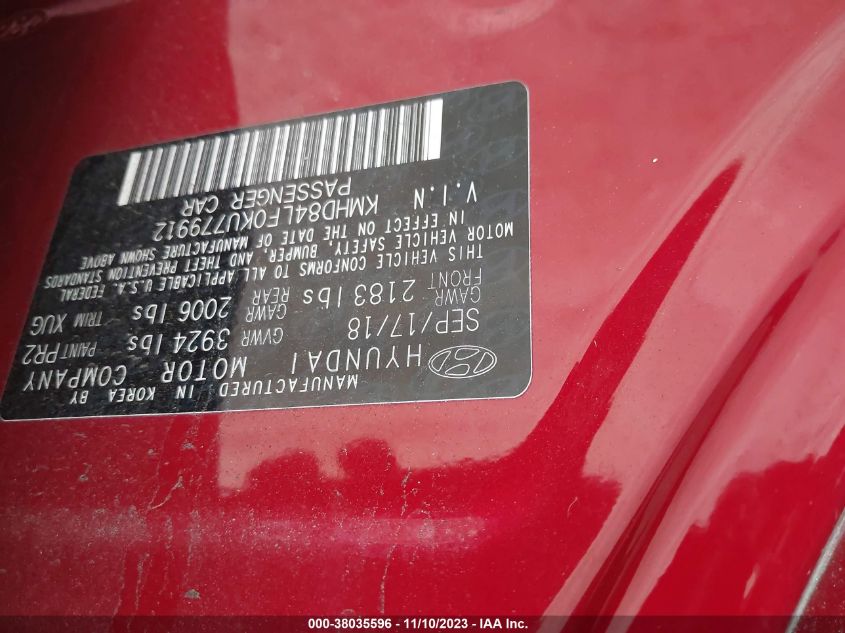 MANUFACTURED IN KOREA BY
HYUNDAI MOTOR COMPANY
SEP/17/18 GVWR 3924 lbs PAINT PR2
GAWR FRONT 2183 lbs GAWR REAR 2006 lbs TRIM XUG
THIS VEHICLE CONFORMS TO ALL APPLICABLE U.S.A. FEDERAL
MOTOR VEHICLE SAFETY, BUMPER, AND THEFT PREVENTION STANDARDS
IN EFFECT ON THE DATE OF MANUFACTURE SHOWN ABOVE
V.I.N KMHD84LF0KU779912
PASSENGER CAR
000-38035596 - 11/10/2023 - IAA Inc.